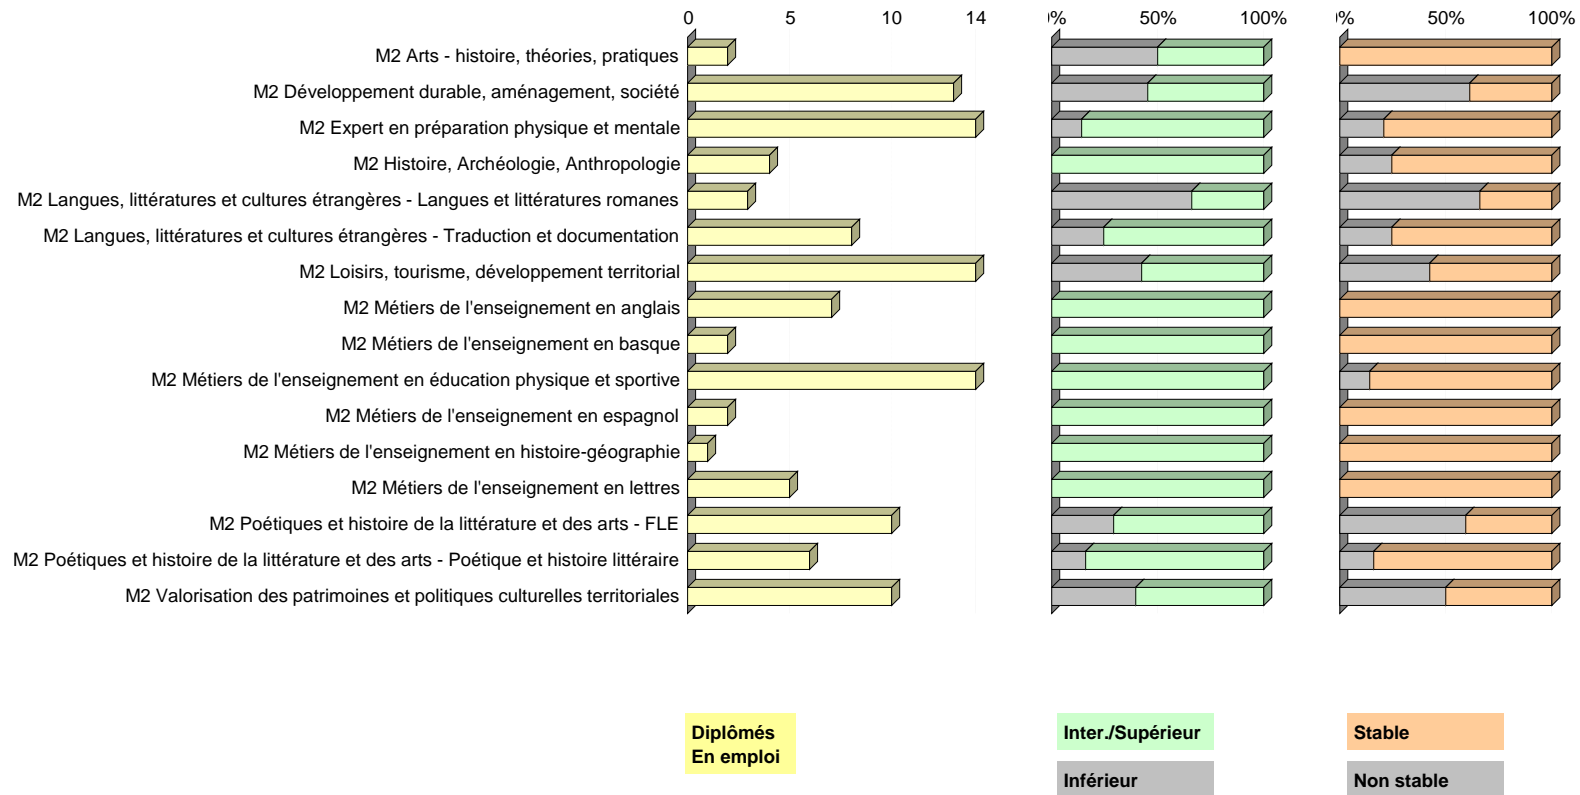 0 5 10 14 0% 50% 100% 0% 50% 100%
M2 Arts - histoire, théories, pratiques
M2 Développement durable, aménagement, société
M2 Expert en préparation physique et mentale
M2 Histoire, Archéologie, Anthropologie
M2 Langues, littératures et cultures étrangères - Langues et littératures romanes
M2 Langues, littératures et cultures étrangères - Traduction et documentation
M2 Loisirs, tourisme, développement territorial
M2 Métiers de l'enseignement en anglais
M2 Métiers de l'enseignement en basque
M2 Métiers de l'enseignement en éducation physique et sportive
M2 Métiers de l'enseignement en espagnol
M2 Métiers de l'enseignement en histoire-géographie
M2 Métiers de l'enseignement en lettres
M2 Poétiques et histoire de la littérature et des arts - FLE
M2 Poétiques et histoire de la littérature et des arts - Poétique et histoire littéraire
M2 Valorisation des patrimoines et politiques culturelles territoriales
Diplômés
En emploi
Inter./Supérieur
Inférieur
Stable
Non stable